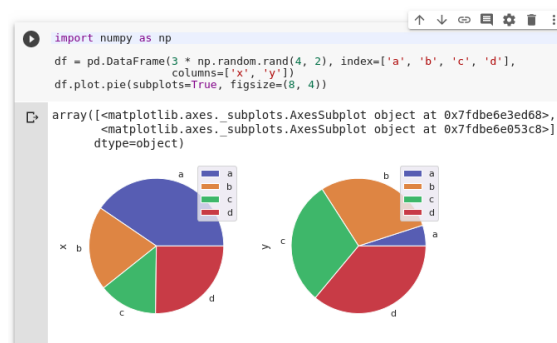 import numpy as np
df = pd.DataFrame(3 * np.random.rand(4, 2), index=['a', 'b', 'c', 'd'],
columns=['x', 'y'])
df.plot.pie(subplots=True, figsize=(8, 4))
array([<matplotlib.axes._subplots.AxesSubplot object at 0x7fdbe6e3ed68>,
<matplotlib.axes._subplots.AxesSubplot object at 0x7fdbe6e053c8>]
dtype=object)
a
b
c
d
x
a
b
c
d
a
b
c
d
y
a
b
c
d